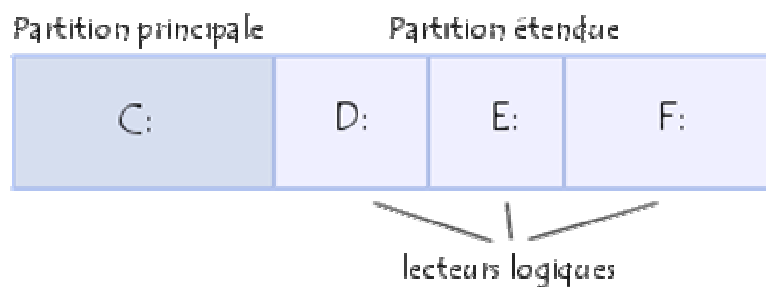 Partition principale Partition étendue
C: D: E: F:
lecteurs logiques